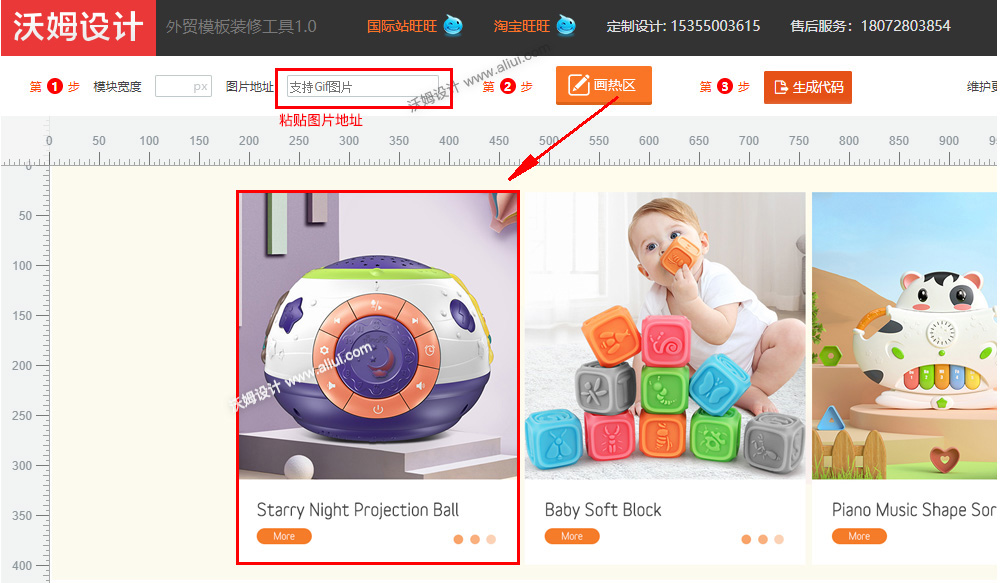 沃姆设计 外贸模板装修工具1.0 国际站旺旺 淘宝旺旺 定制设计: 15355003615 售后服务: 18072803854
第 1 步 模块宽度 px 图片地址 支持Gif图片 第 2 步 画热区 第 3 步 生成代码 维护更
沃姆设计 www.aliui.com
粘贴图片地址
0 50 100 150 200 250 300 350 400 450 500 550 600 650 700 750 800 850 900
0
50
100
150
200
250
300
350
400
沃姆设计 www.aliui.com
Starry Night Projection Ball
More
Baby Soft Block
More
Piano Music Shape Sor
More